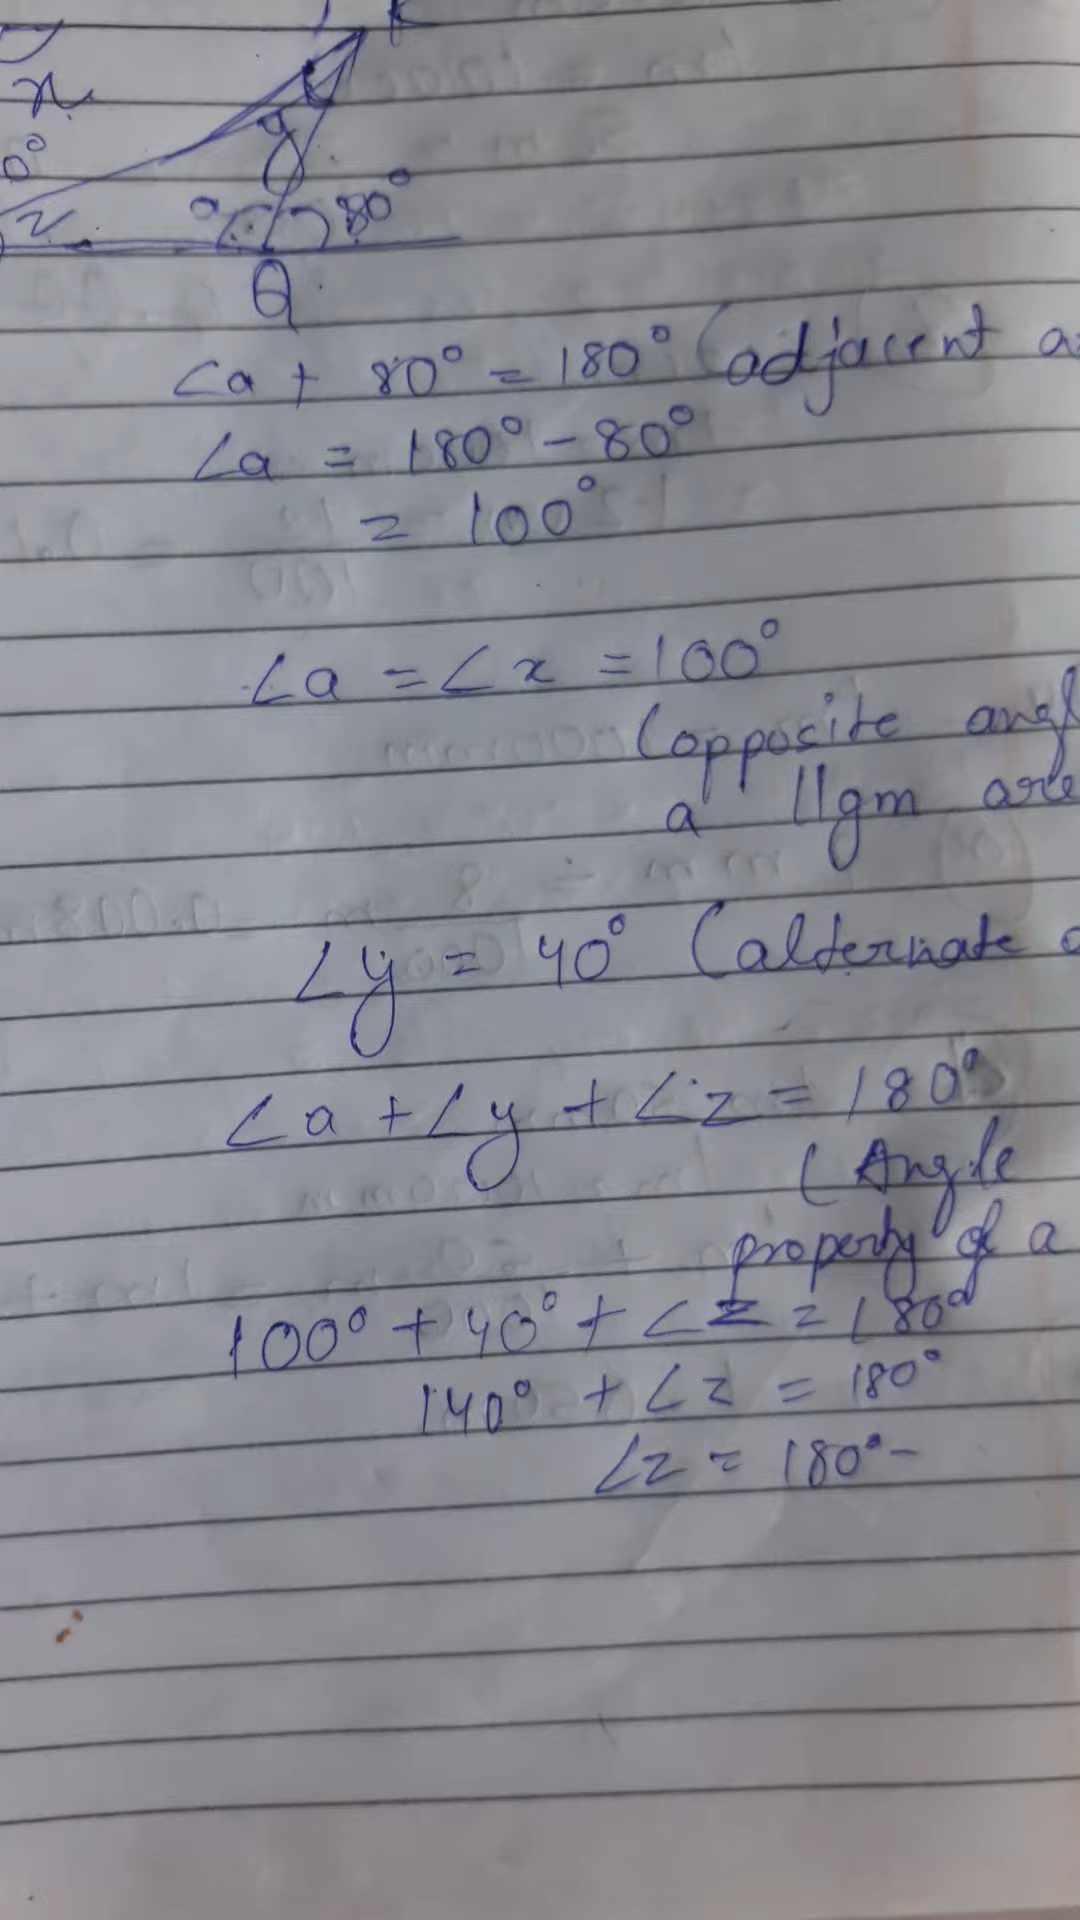 x
0°
y
z
a 80°
Q
∠a + 80° = 180° (adjacent
∠a = 180° - 80°
= 100°
∠a = ∠x = 100°
(opposite
a ||gm are
∠y = 40° (alternate
∠a + ∠y + ∠z = 180°
(Angle
property of a
100° + 40° + ∠z = 180°
140° + ∠z = 180°
∠z = 180° -